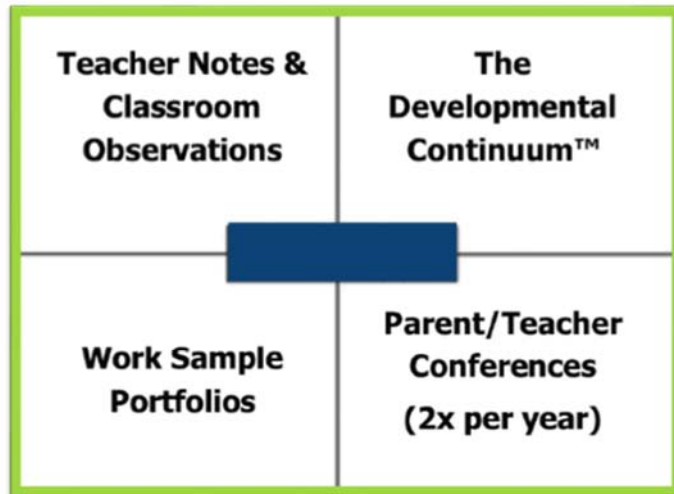 Teacher Notes &
Classroom
Observations
The
Developmental
Continuum™
Work Sample
Portfolios
Parent/Teacher
Conferences
(2x per year)